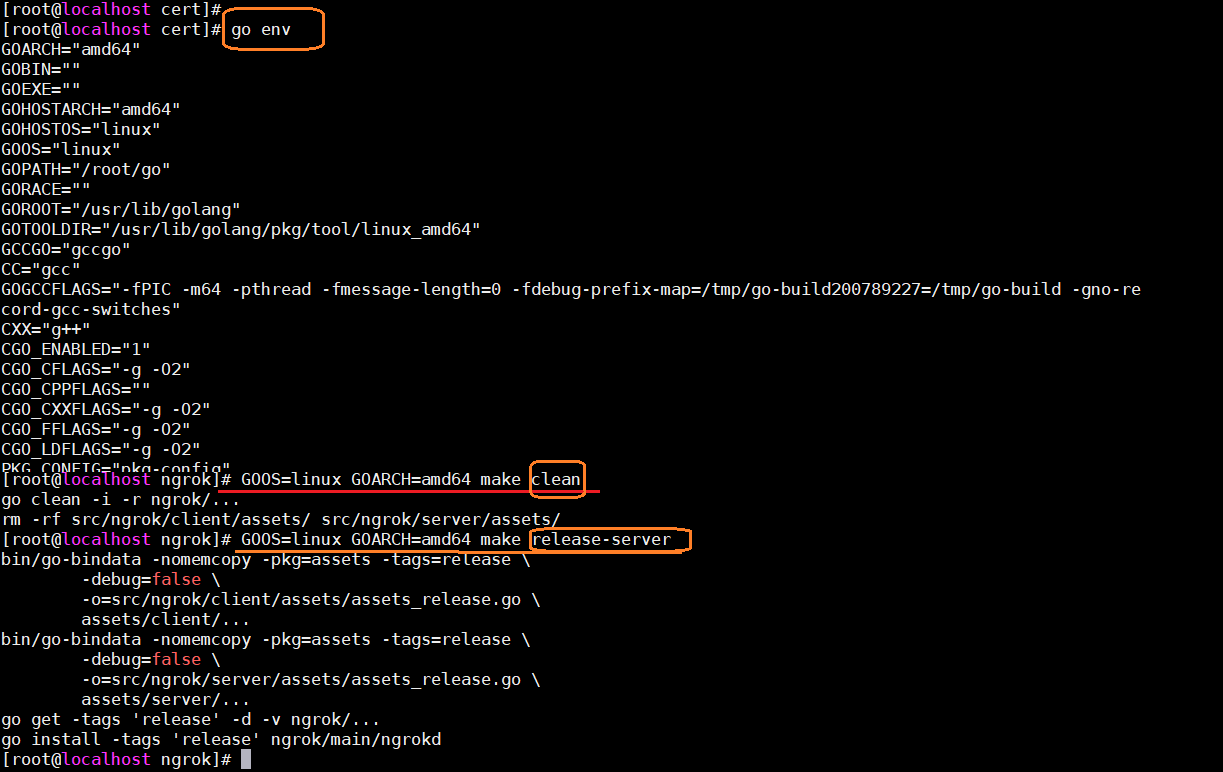 [root@localhost cert]#
[root@localhost cert]# go env
GOARCH="amd64"
GOBIN=""
GOEXE=""
GOHOSTARCH="amd64"
GOHOSTOS="linux"
GOOS="linux"
GOPATH="/root/go"
GORACE=""
GOROOT="/usr/lib/golang"
GOTOOLDIR="/usr/lib/golang/pkg/tool/linux_amd64"
GCCGO="gccgo"
CC="gcc"
GOGCCFLAGS="-fPIC -m64 -pthread -fmessage-length=0 -fdebug-prefix-map=/tmp/go-build200789227=/tmp/go-build -gno-re
cord-gcc-switches"
CXX="g++"
CGO_ENABLED="1"
CGO_CFLAGS="-g -O2"
CGO_CPPFLAGS=""
CGO_CXXFLAGS="-g -O2"
CGO_FFLAGS="-g -O2"
CGO_LDFLAGS="-g -O2"
PKG_CONFIG="pkg-config"
[root@localhost ngrok]# GOOS=linux GOARCH=amd64 make clean
go clean -i -r ngrok/...
rm -rf src/ngrok/client/assets/ src/ngrok/server/assets/
[root@localhost ngrok]# GOOS=linux GOARCH=amd64 make release-server
bin/go-bindata -nomemcopy -pkg=assets -tags=release \
        -debug=false \
        -o=src/ngrok/client/assets/assets_release.go \
        assets/client/...
bin/go-bindata -nomemcopy -pkg=assets -tags=release \
        -debug=false \
        -o=src/ngrok/server/assets/assets_release.go \
        assets/server/...
go get -tags 'release' -d -v ngrok/...
go install -tags 'release' ngrok/main/ngrokd
[root@localhost ngrok]#